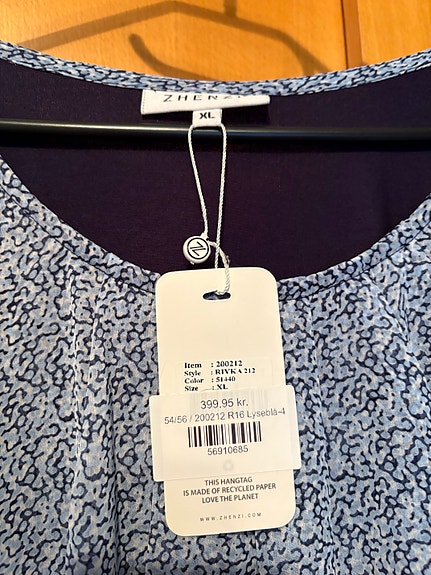 ZHENZI
XL
Item : 200212
Style : RIVKA 212
Color : 51440
Size : XL
399.95 kr.
54/56 / 200212 R16 Lyseblå-4
56910685
THIS HANGTAG
IS MADE OF RECYCLED PAPER
LOVE THE PLANET
WWW.ZHENZI.COM